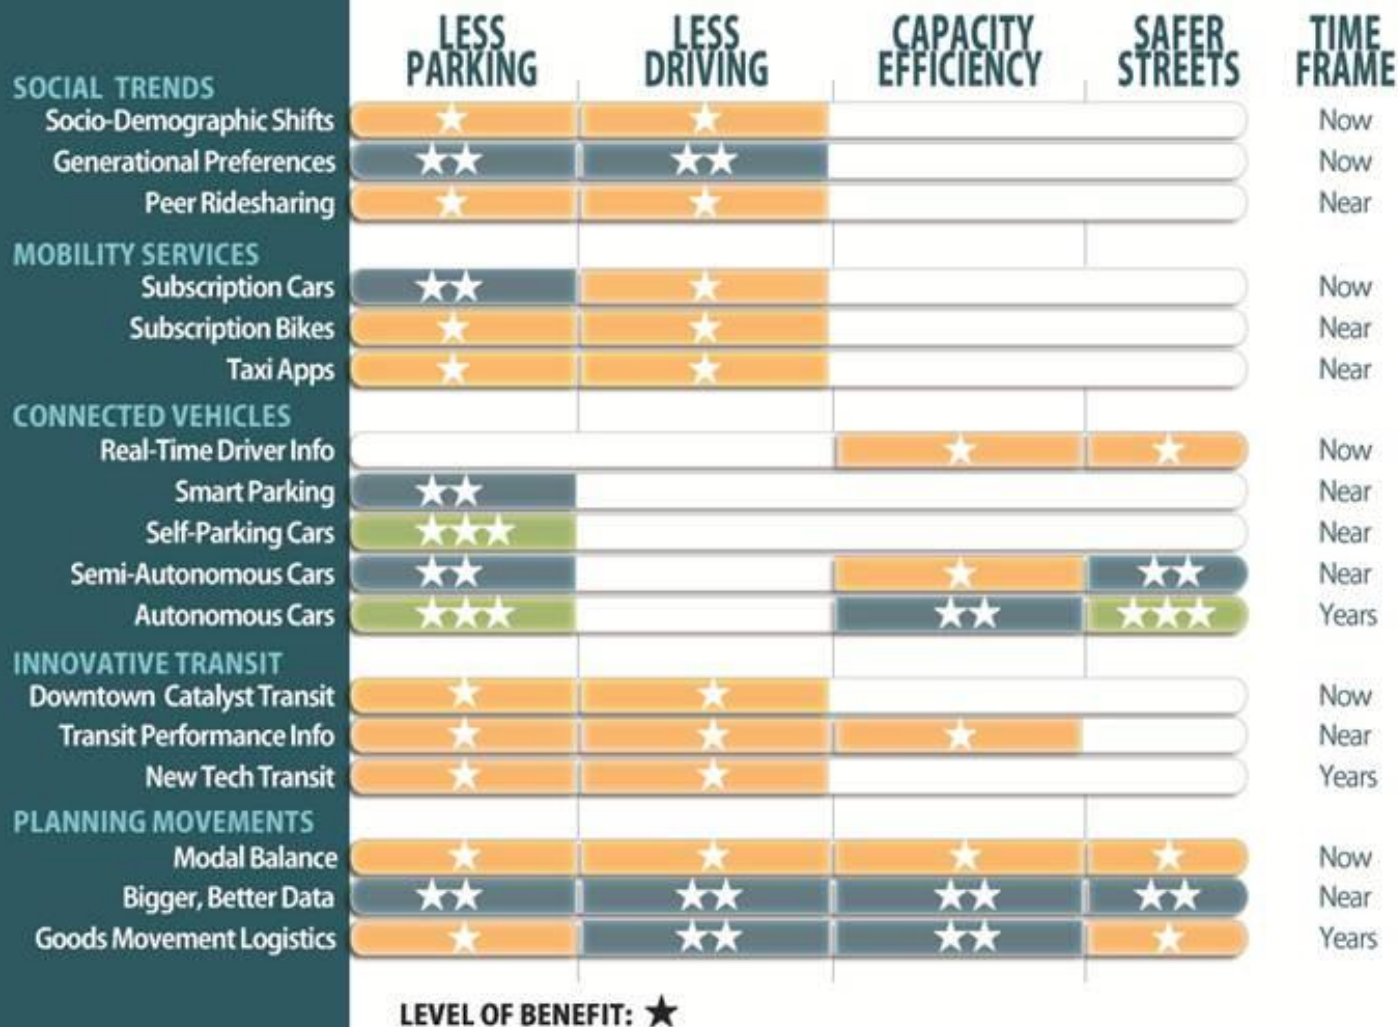 LESS PARKING LESS DRIVING CAPACITY EFFICIENCY SAFER STREETS TIME FRAME
SOCIAL TRENDS
Socio-Demographic Shifts ★ ★ Now
Generational Preferences ★★ ★★ Now
Peer Ridesharing ★ ★ Near
MOBILITY SERVICES
Subscription Cars ★★ ★ Now
Subscription Bikes ★ ★ Near
Taxi Apps ★ ★ Near
CONNECTED VEHICLES
Real-Time Driver Info ★ ★ Now
Smart Parking ★★ Near
Self-Parking Cars ★★★ Near
Semi-Autonomous Cars ★★ ★ ★★ Near
Autonomous Cars ★★★ ★★ ★★★ Years
INNOVATIVE TRANSIT
Downtown Catalyst Transit ★ ★ Now
Transit Performance Info ★ ★ ★ Near
New Tech Transit ★ ★ Years
PLANNING MOVEMENTS
Modal Balance ★ ★ ★ ★ Now
Bigger, Better Data ★★ ★★ ★★ ★★ Near
Goods Movement Logistics ★ ★★ ★★ ★ Years
LEVEL OF BENEFIT: ★